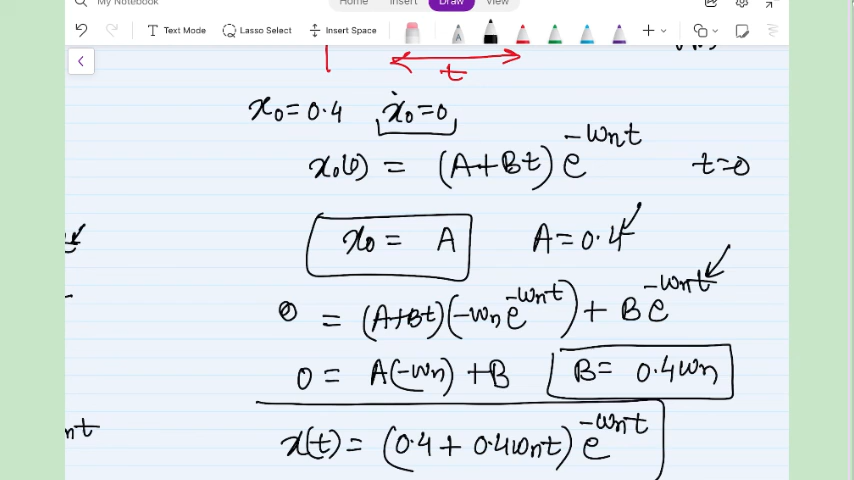 My Notebook
Home Insert Draw View
Text Mode Lasso Select Insert Space
t
x₀ = 0.4 ẋ₀ = 0
x₀(0) = (A+Bt) e^{-ωnt} t=0
x₀ = A A = 0.4
0 = (A+Bt)(-ωn e^{-ωnt}) + B e^{-ωnt}
0 = A(-ωn) + B B = 0.4ωn
nt
x(t) = (0.4 + 0.4ωnt) e^{-ωnt}